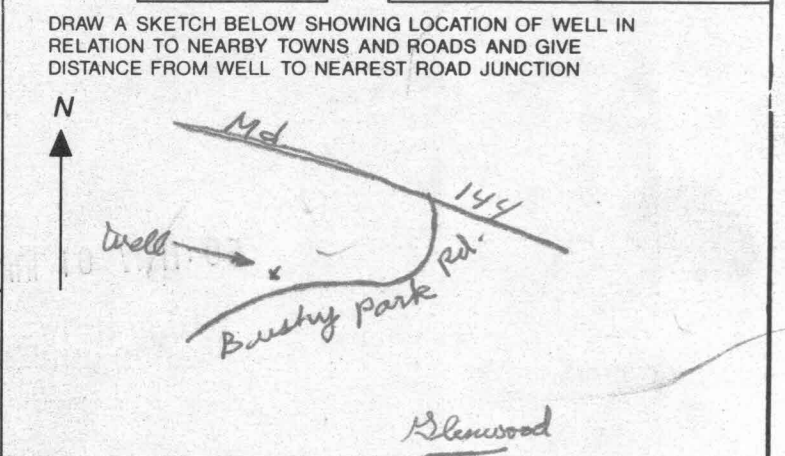 DRAW A SKETCH BELOW SHOWING LOCATION OF WELL IN
RELATION TO NEARBY TOWNS AND ROADS AND GIVE
DISTANCE FROM WELL TO NEAREST ROAD JUNCTION
N
Md. 144
Well
Bushy Park Rd.
Glenwood